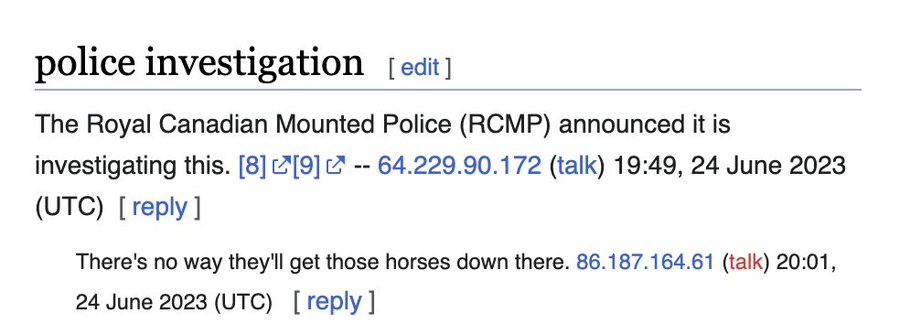 police investigation [ edit ]
The Royal Canadian Mounted Police (RCMP) announced it is
investigating this. [8][9] -- 64.229.90.172 (talk) 19:49, 24 June 2023
(UTC) [ reply ]
There's no way they'll get those horses down there. 86.187.164.61 (talk) 20:01,
24 June 2023 (UTC) [ reply ]